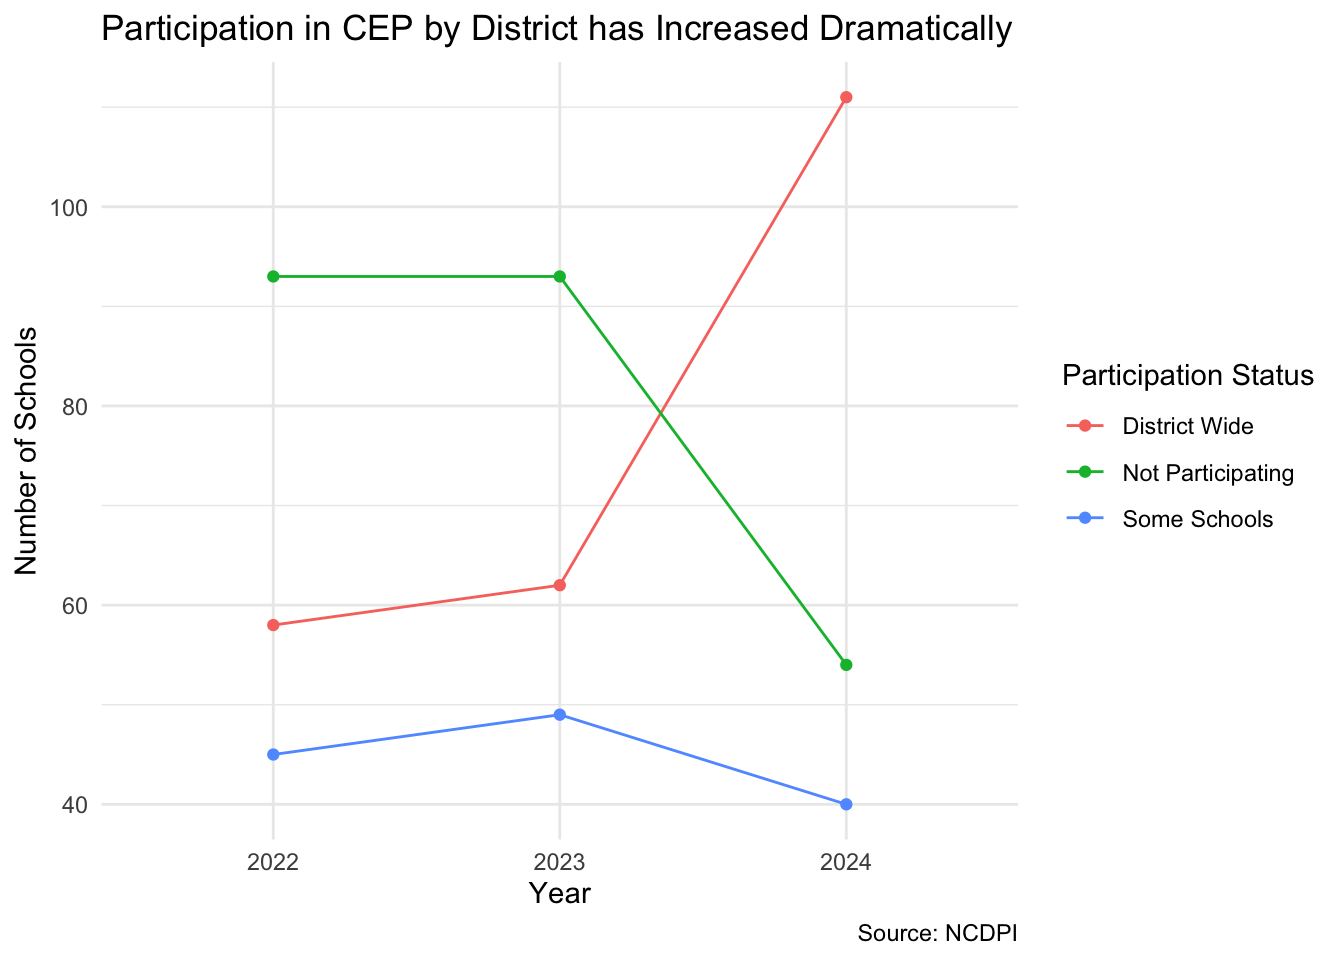 Participation in CEP by District has Increased Dramatically
Number of Schools
100
80
60
40
2022
2023
2024
Year
Participation Status
District Wide
Not Participating
Some Schools
Source: NCDPI